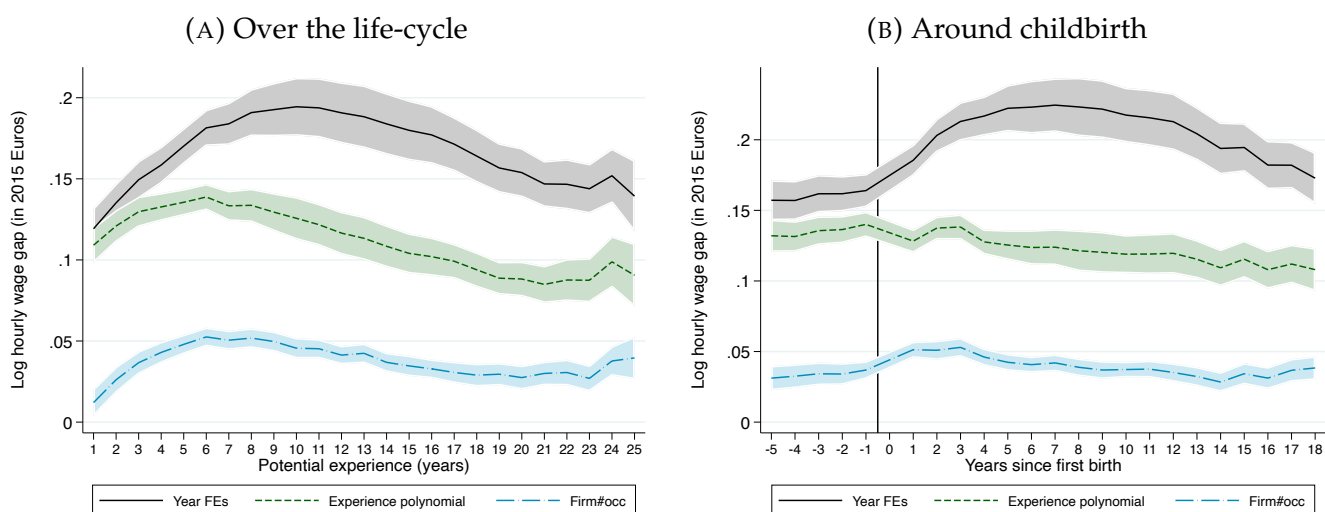 (A) Over the life-cycle
Log hourly wage gap (in 2015 Euros)
.2
.15
.1
.05
0
1 2 3 4 5 6 7 8 9 10 11 12 13 14 15 16 17 18 19 20 21 22 23 24 25
Potential experience (years)
Year FEs Experience polynomial Firm#occ
(B) Around childbirth
Log hourly wage gap (in 2015 Euros)
.2
.15
.1
.05
0
-5 -4 -3 -2 -1 0 1 2 3 4 5 6 7 8 9 10 11 12 13 14 15 16 17 18
Years since first birth
Year FEs Experience polynomial Firm#occ